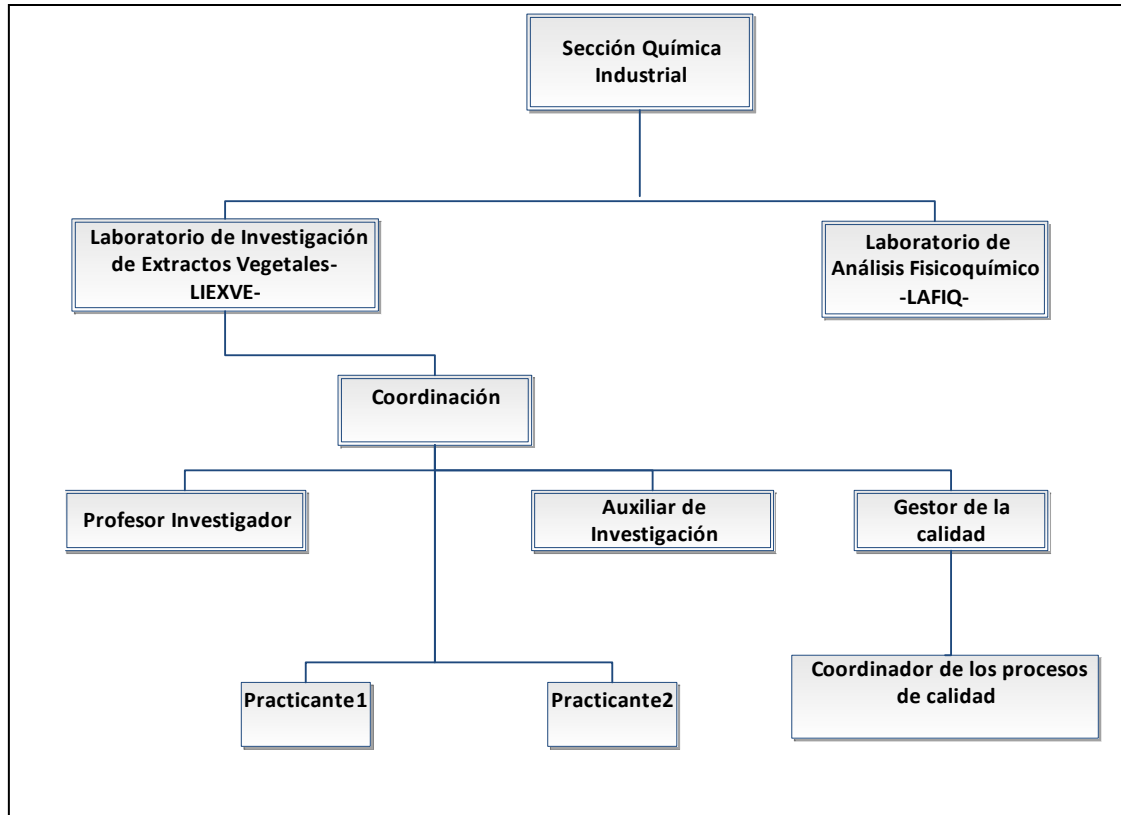 Sección Química
Industrial
Laboratorio de Investigación
de Extractos Vegetales-
LIEXVE-
Laboratorio de
Análisis Fisicoquímico
-LAFIQ-
Coordinación
Profesor Investigador
Auxiliar de
Investigación
Gestor de la
calidad
Practicante1
Practicante2
Coordinador de los procesos
de calidad